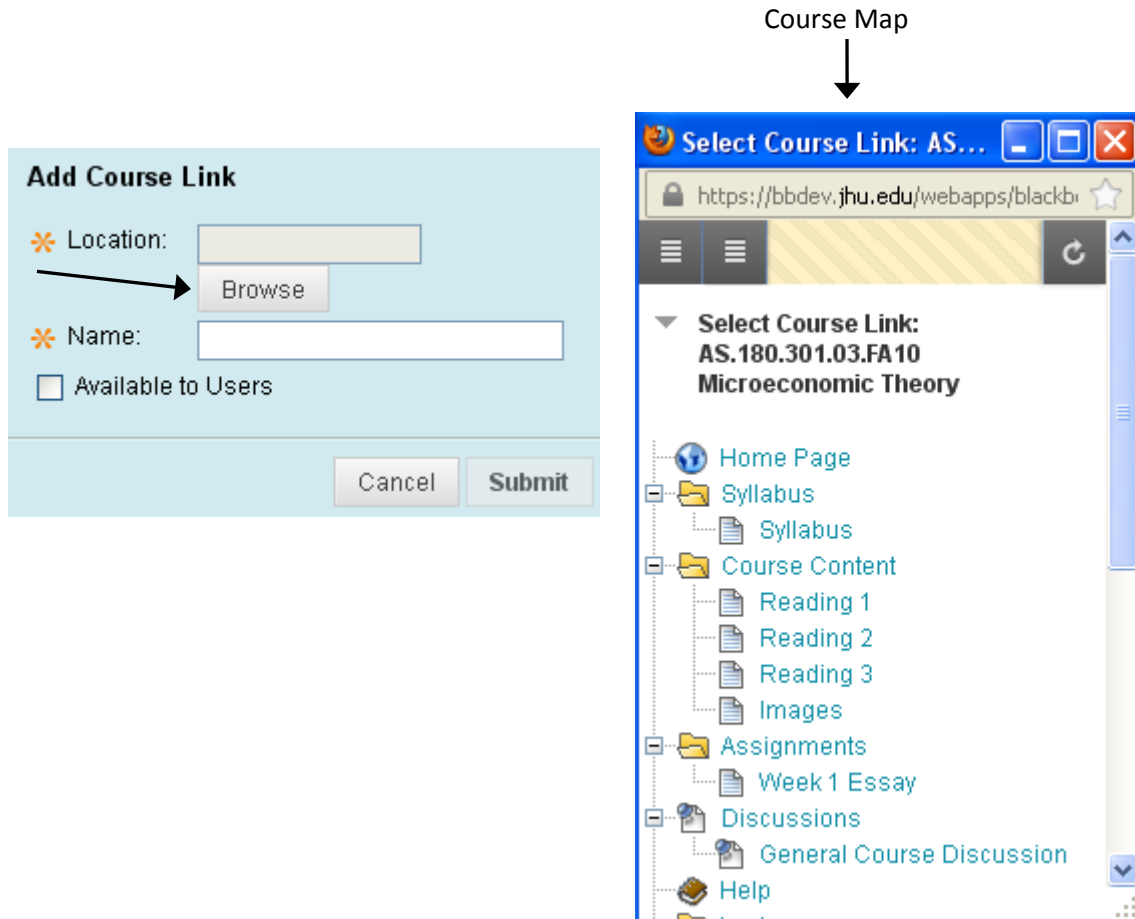 Course Map
Add Course Link
Location:
Browse
Name:
Available to Users
Cancel
Submit
Select Course Link: AS...
https://bbdev.jhu.edu/webapps/blackb
Select Course Link:
AS.180.301.03.FA10
Microeconomic Theory
Home Page
Syllabus
Syllabus
Course Content
Reading 1
Reading 2
Reading 3
Images
Assignments
Week 1 Essay
Discussions
General Course Discussion
Help